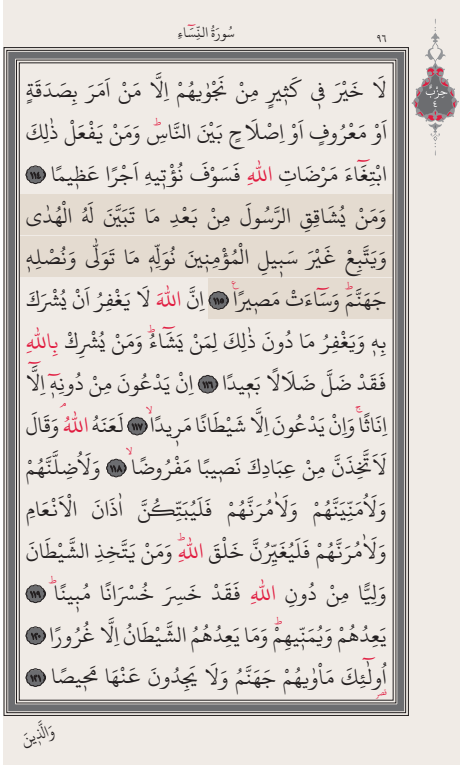 سُورَةُ النِّسَٓاءِ
٩٦
حِزْب
٤
لَا خَيْرَ ف۪ي كَث۪يرٍ مِنْ نَجْوٰيهُمْ اِلَّا مَنْ اَمَرَ بِصَدَقَةٍ
اَوْ مَعْرُوفٍ اَوْ اِصْلَاحٍ بَيْنَ النَّاسِۜ وَمَنْ يَفْعَلْ ذٰلِكَ
ابْتِغَٓاءَ مَرْضَاتِ اللّٰهِ فَسَوْفَ نُؤْت۪يهِ اَجْرًا عَظ۪يمًا ﴿١١٤﴾
وَمَنْ يُشَاقِقِ الرَّسُولَ مِنْ بَعْدِ مَا تَبَيَّنَ لَهُ الْهُدٰى
وَيَتَّبِعْ غَيْرَ سَب۪يلِ الْمُؤْمِن۪ينَ نُوَلِّه۪ مَا تَوَلّٰى وَنُصْلِه۪
جَهَنَّمَۜ وَسَٓاءَتْ مَص۪يرًا۟ ﴿١١٥﴾ اِنَّ اللّٰهَ لَا يَغْفِرُ اَنْ يُشْرَكَ
بِه۪ وَيَغْفِرُ مَا دُونَ ذٰلِكَ لِمَنْ يَشَٓاءُۜ وَمَنْ يُشْرِكْ بِاللّٰهِ
فَقَدْ ضَلَّ ضَلَالًا بَع۪يدًا ﴿١١٦﴾ اِنْ يَدْعُونَ مِنْ دُونِه۪ٓ اِلَّٓا
اِنَاثًاۚ وَاِنْ يَدْعُونَ اِلَّا شَيْطَانًا مَر۪يدًاۙ ﴿١١٧﴾ لَعَنَهُ اللّٰهُۢ وَقَالَ
لَاَتَّخِذَنَّ مِنْ عِبَادِكَ نَص۪يبًا مَفْرُوضًاۙ ﴿١١٨﴾ وَلَاُضِلَّنَّهُمْ
وَلَاُمَنِّيَنَّهُمْ وَلَاٰمُرَنَّهُمْ فَلَيُبَتِّكُنَّ اٰذَانَ الْاَنْعَامِ
وَلَاٰمُرَنَّهُمْ فَلَيُغَيِّرُنَّ خَلْقَ اللّٰهِۜ وَمَنْ يَتَّخِذِ الشَّيْطَانَ
وَلِيًّا مِنْ دُونِ اللّٰهِ فَقَدْ خَسِرَ خُسْرَانًا مُب۪ينًاۜ ﴿١١٩﴾
يَعِدُهُمْ وَيُمَنّ۪يهِمْۜ وَمَا يَعِدُهُمُ الشَّيْطَانُ اِلَّا غُرُورًا ﴿١٢٠﴾
اُو۬لٰٓئِكَ مَاْوٰيهُمْ جَهَنَّمُ وَلَا يَجِدُونَ عَنْهَا مَح۪يصًا ﴿١٢١﴾
قصر
وَالَّذ۪ينَ